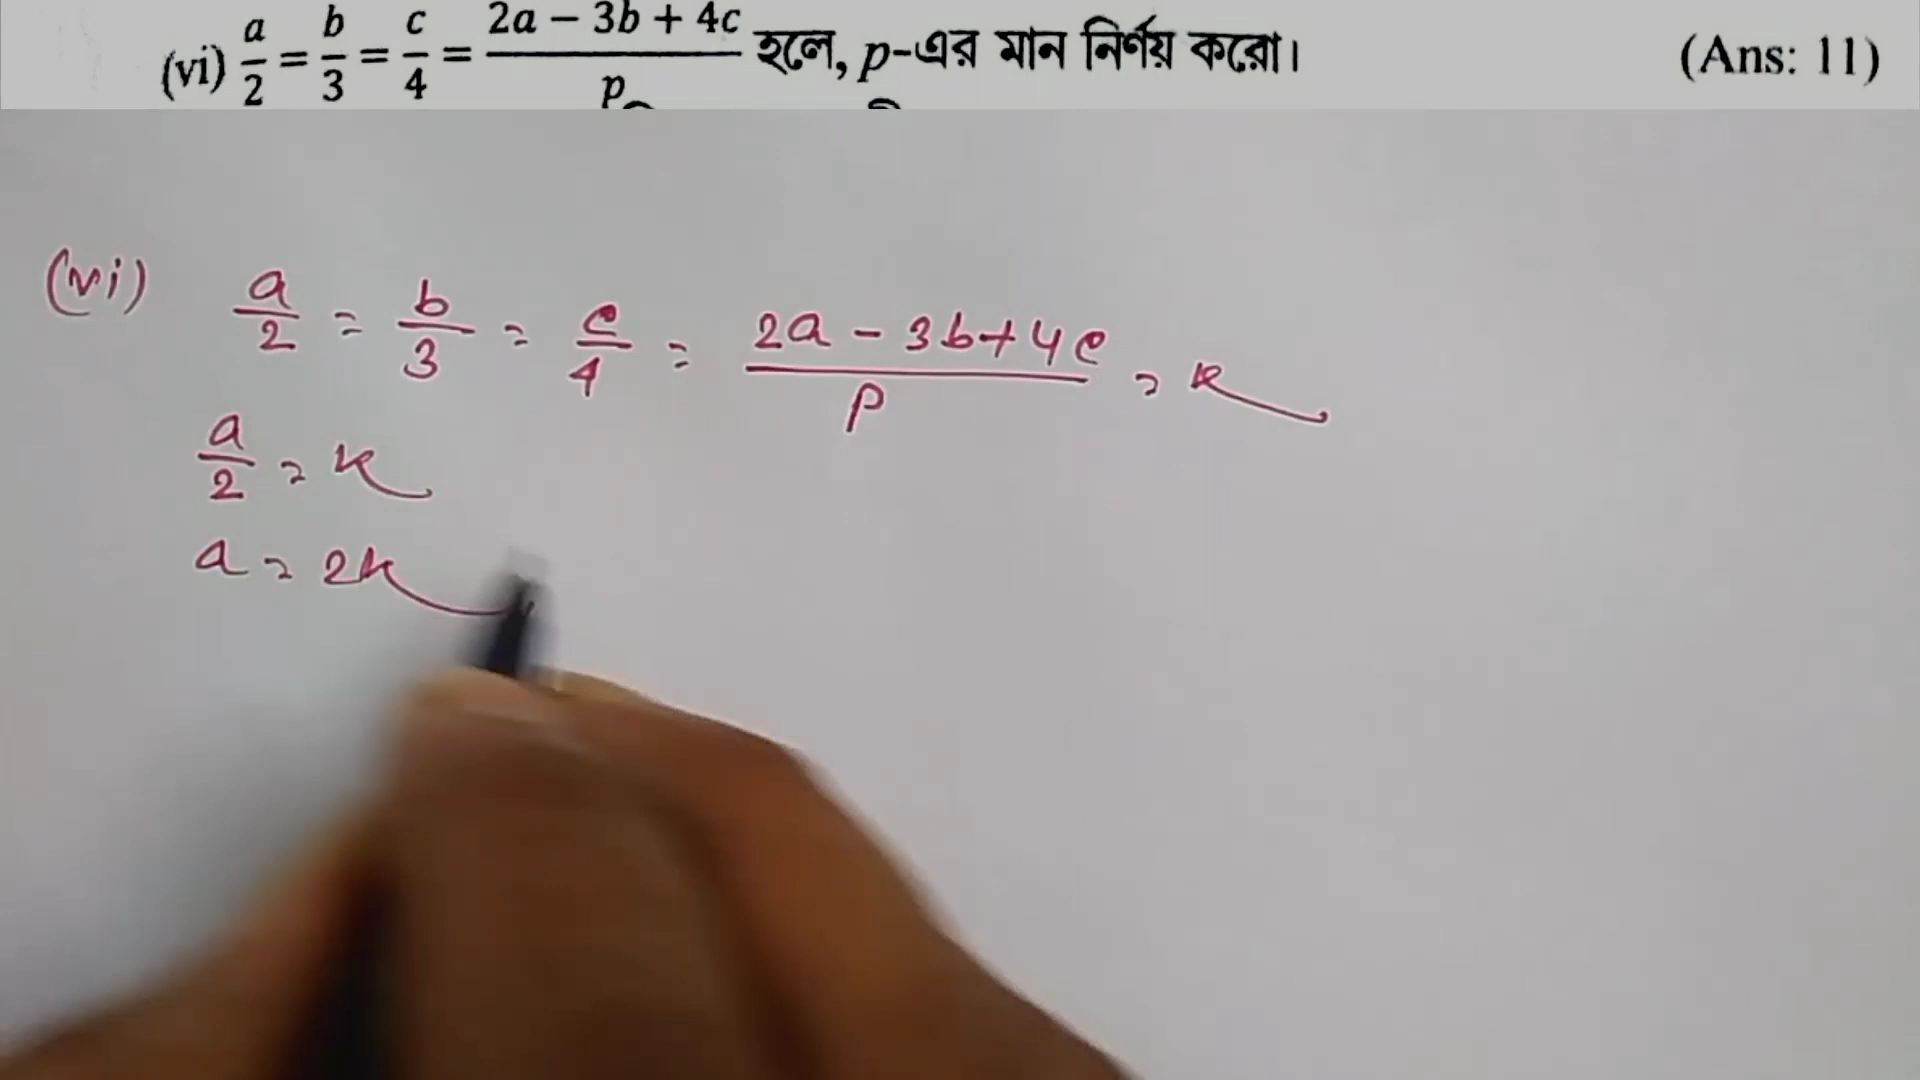 (vi) a/2 = b/3 = c/4 = (2a − 3b + 4c)/p হলে, p-এর মান নির্ণয় করো। (Ans: 11)
(vi) a/2 = b/3 = c/4 = (2a − 3b + 4c)/p = k
a/2 = k
a = 2k